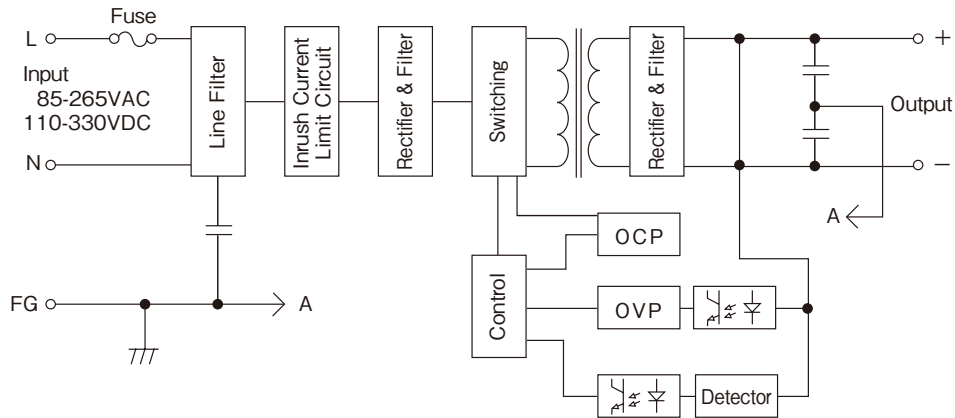 Fuse
L
Input
85-265VAC
110-330VDC
N
FG
A
Line Filter
Inrush Current
Limit Circuit
Rectifier & Filter
Switching
Rectifier & Filter
+
Output
−
A
Control
OCP
OVP
Detector